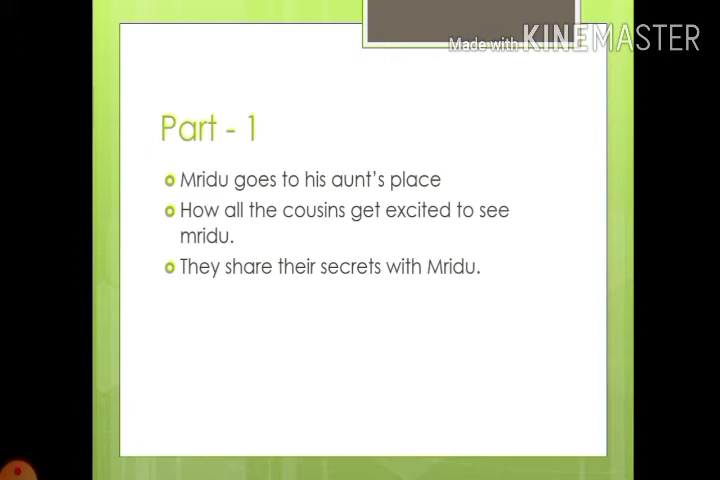 Made with KINEMASTER
Part - 1
Mridu goes to his aunt's place
How all the cousins get excited to see
mridu.
They share their secrets with Mridu.